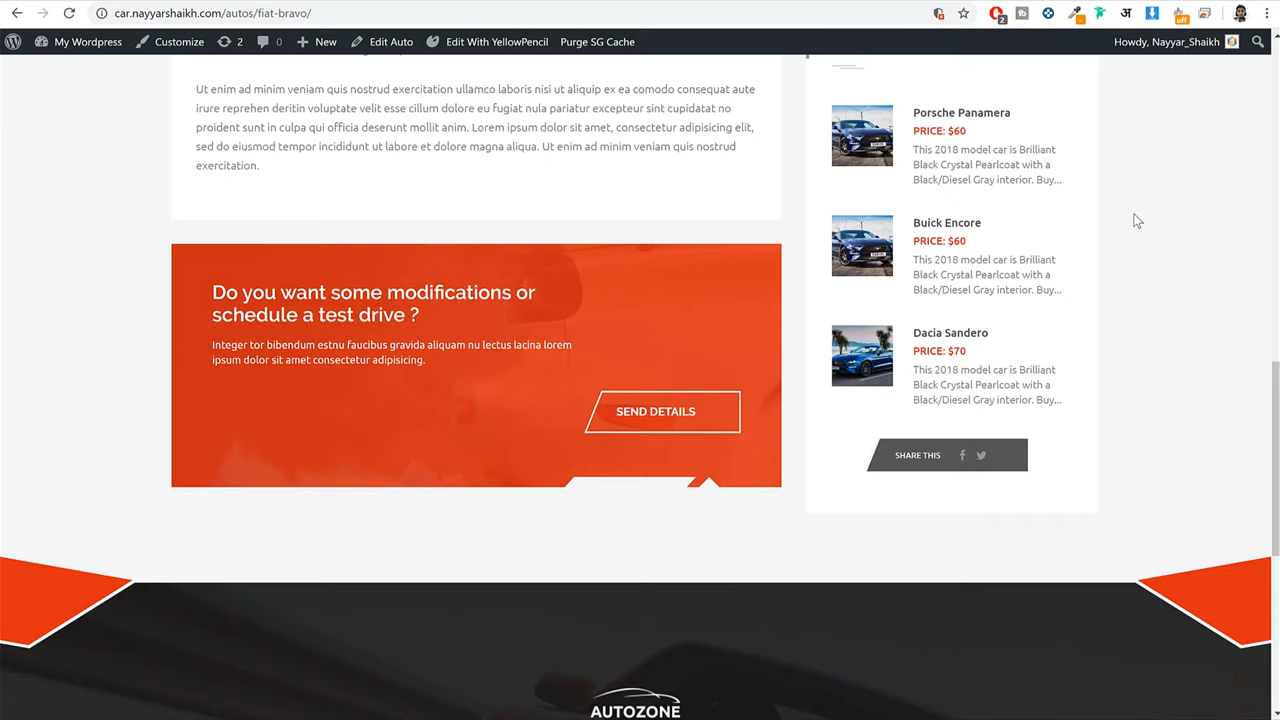 car.nayyarshaikh.com/autos/fiat-bravo/
2
off
अ
My Wordpress
Customize
2
0
New
Edit Auto
Edit With YellowPencil
Purge SG Cache
Howdy, Nayyar_Shaikh
Ut enim ad minim veniam quis nostrud exercitation ullamco laboris nisi ut aliquip ex ea comodo consequat aute
irure reprehen deritin voluptate velit esse cillum dolore eu fugiat nula pariatur excepteur sint cupidatat no
proident sunt in culpa qui officia deserunt mollit anim. Lorem ipsum dolor sit amet, consectetur adipisicing elit,
sed do eiusmod tempor incididunt ut labore et dolore magna aliqua. Ut enim ad minim veniam quis nostrud
exercitation.
Do you want some modifications or
schedule a test drive ?
Integer tor bibendum estnu faucibus gravida aliquam nu lectus lacina lorem
ipsum dolor sit amet consectetur adipisicing.
SEND DETAILS
Porsche Panamera
PRICE: $60
This 2018 model car is Brilliant
Black Crystal Pearlcoat with a
Black/Diesel Gray interior. Buy...
Buick Encore
PRICE: $60
This 2018 model car is Brilliant
Black Crystal Pearlcoat with a
Black/Diesel Gray interior. Buy...
Dacia Sandero
PRICE: $70
This 2018 model car is Brilliant
Black Crystal Pearlcoat with a
Black/Diesel Gray interior. Buy...
SHARE THIS
AUTOZONE